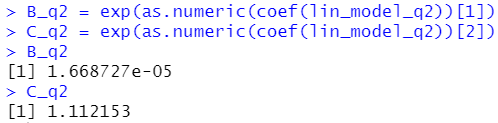 > B_q2 = exp(as.numeric(coef(lin_model_q2))[1])
> C_q2 = exp(as.numeric(coef(lin_model_q2))[2])
> B_q2
[1] 1.668727e-05
> C_q2
[1] 1.112153